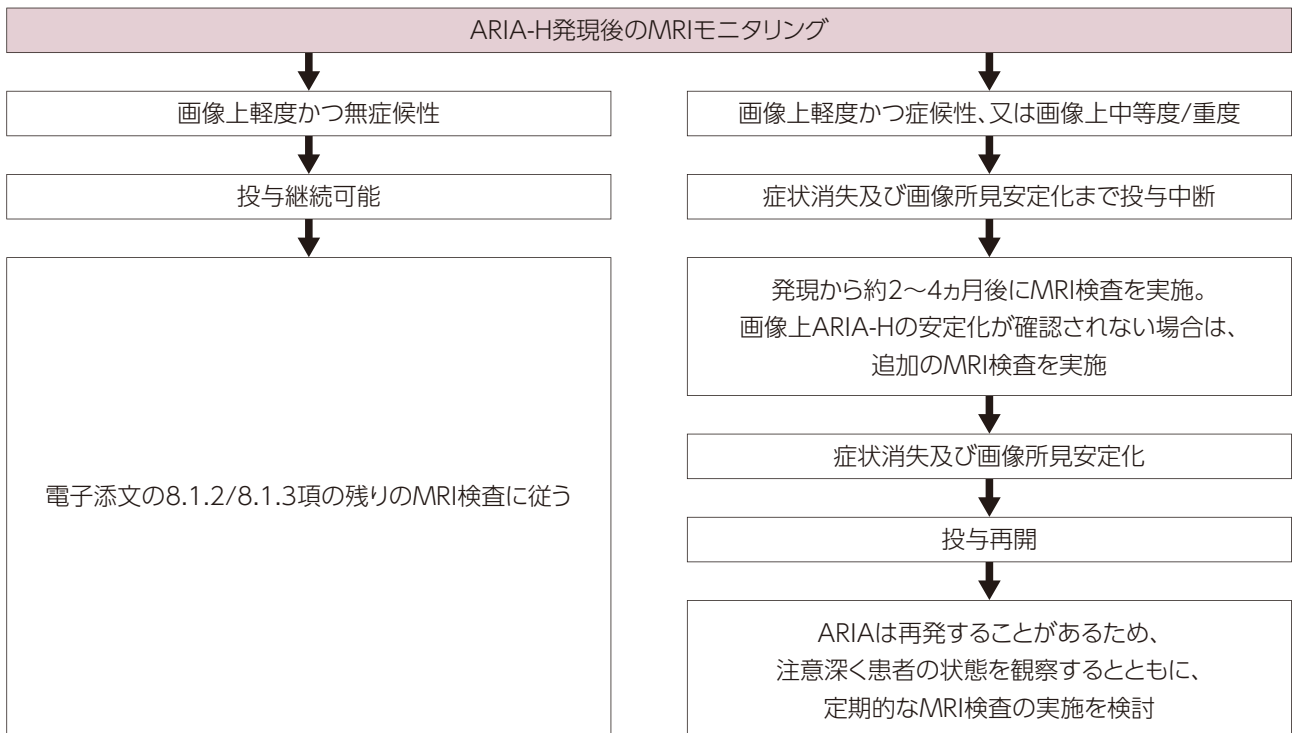 ARIA-H発現後のMRIモニタリング
画像上軽度かつ無症候性
投与継続可能
電子添文の8.1.2/8.1.3項の残りのMRI検査に従う
画像上軽度かつ症候性、又は画像上中等度/重度
症状消失及び画像所見安定化まで投与中断
発現から約2～4ヵ月後にMRI検査を実施。
画像上ARIA-Hの安定化が確認されない場合は、
追加のMRI検査を実施
症状消失及び画像所見安定化
投与再開
ARIAは再発することがあるため、
注意深く患者の状態を観察するとともに、
定期的なMRI検査の実施を検討